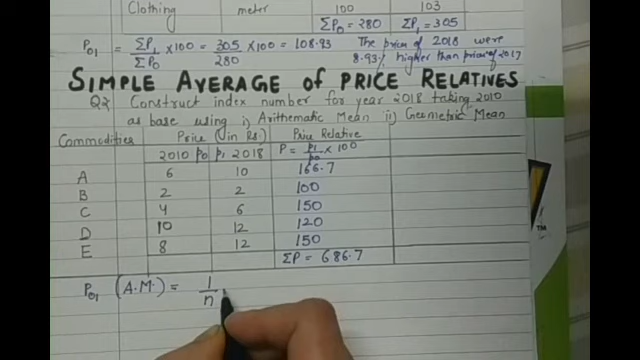 Clothing meter 100 103
ΣP₀ = 280 ΣP₁ = 305
P₀₁ = ΣP₁/ΣP₀ × 100 = 305/280 × 100 = 108.93 The price of 2018 were
8.93% higher than price of 2017
SIMPLE AVERAGE of PRICE RELATIVES
Q2 Construct index number for year 2018 taking 2010
as base using i) Arithematic Mean ii) Geometric Mean
Commodities Price (in Rs.) Price Relative
2010 p₀ p₁ 2018 P = p₁/p₀ × 100
A 6 10 166.7
B 2 2 100
C 4 6 150
D 10 12 120
E 8 12 150
ΣP = 686.7
P₀₁ (A.M.) = 1/n